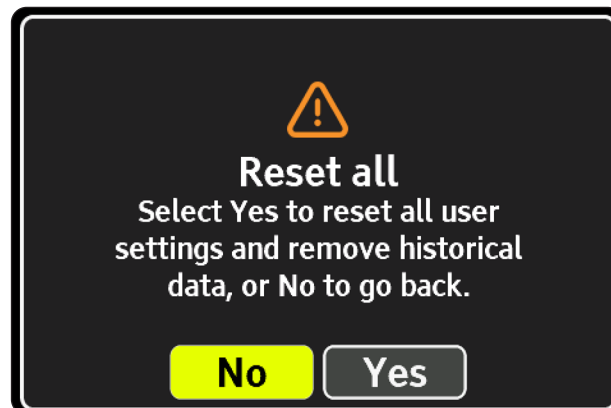 Reset all
Select Yes to reset all user
settings and remove historical
data, or No to go back.
No Yes